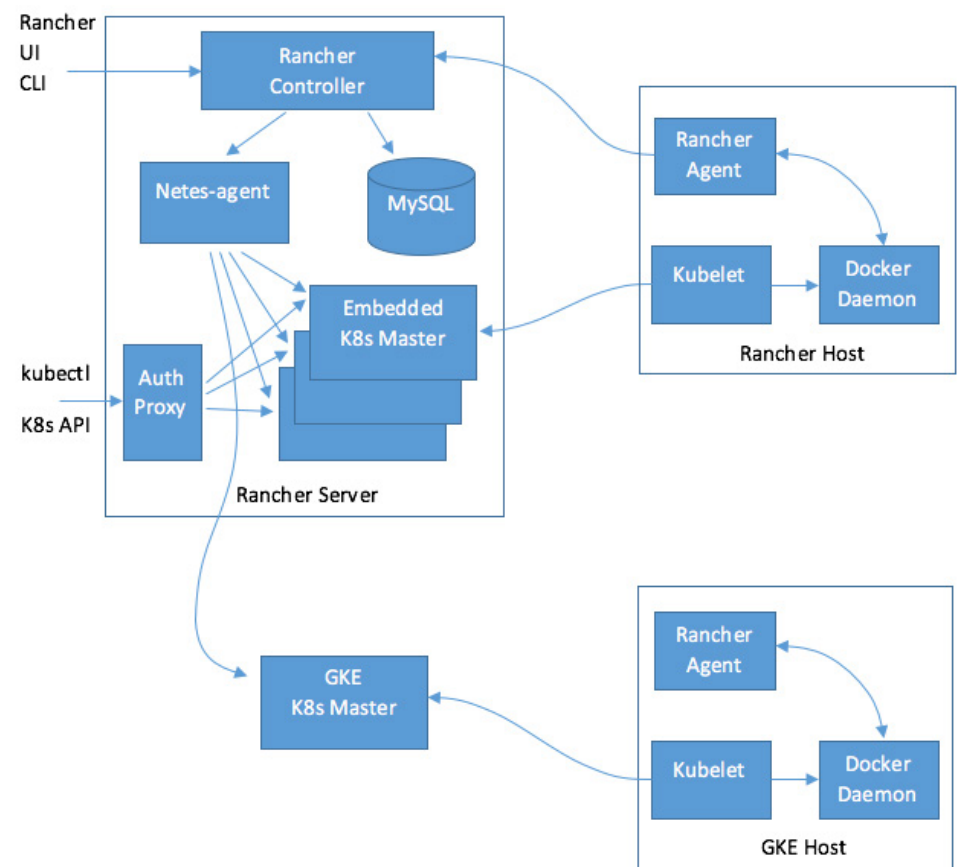 Rancher
UI
CLI
Rancher
Controller
Netes-agent
MySQL
Embedded
K8s Master
kubectl
K8s API
Auth
Proxy
Rancher Server
Rancher
Agent
Kubelet
Docker
Daemon
Rancher Host
GKE
K8s Master
Rancher
Agent
Kubelet
Docker
Daemon
GKE Host